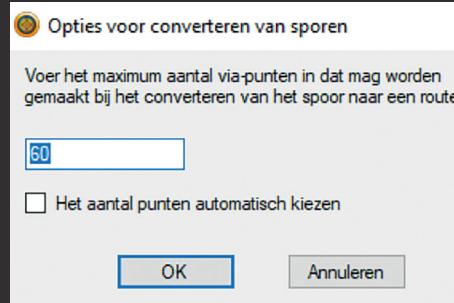 Opties voor converteren van sporen
Voer het maximum aantal via-punten in dat mag worden
gemaakt bij het converteren van het spoor naar een route
60
Het aantal punten automatisch kiezen
OK Annuleren